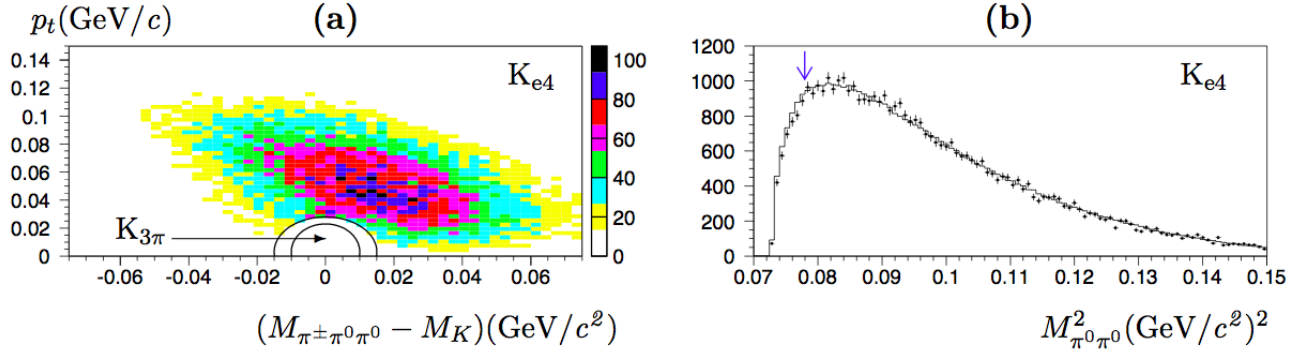 p_t(GeV/c) (a) (b)
0.14
0.12
0.1
0.08
0.06
0.04
0.02
0
K_e4
K_3π
100
80
60
40
20
0
-0.06 -0.04 -0.02 0 0.02 0.04 0.06
(M_π±π⁰π⁰ − M_K)(GeV/c²)
1200
1000
800
600
400
200
0
K_e4
0.07 0.08 0.09 0.1 0.11 0.12 0.13 0.14 0.15
M²_π⁰π⁰(GeV/c²)²